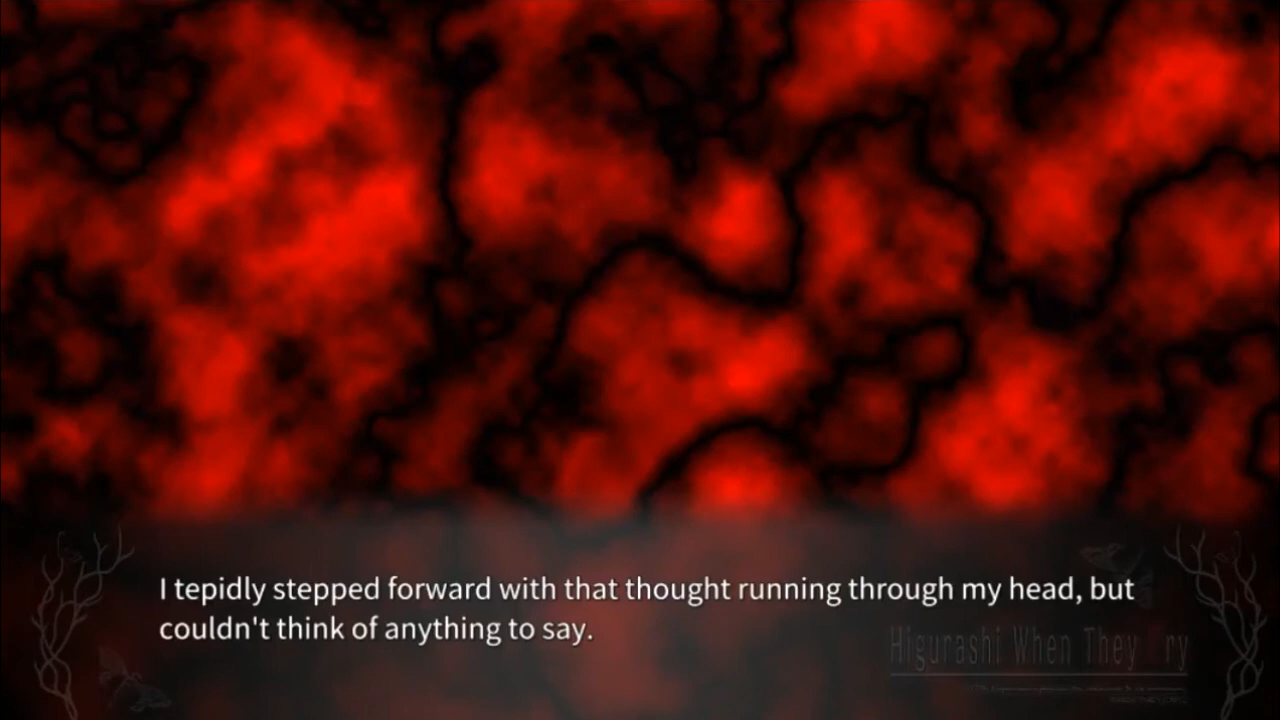 I tepidly stepped forward with that thought running through my head, but
couldn't think of anything to say.
Higurashi When They ry